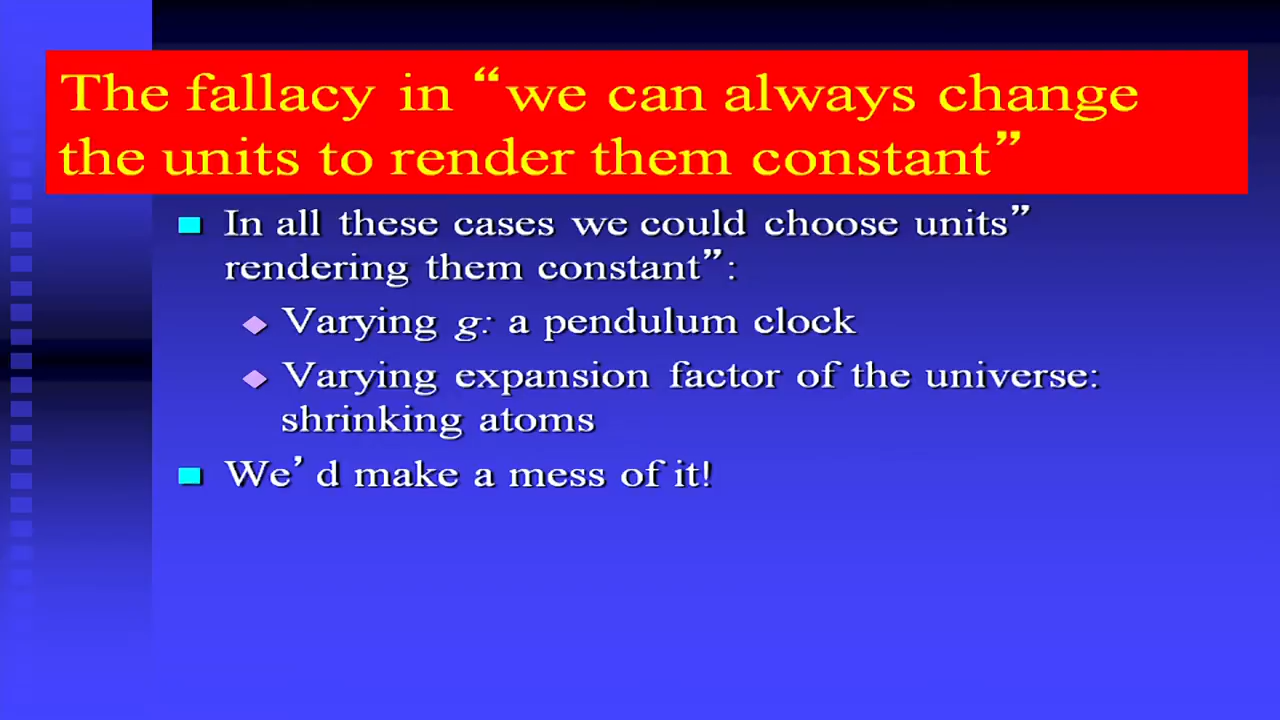 The fallacy in “we can always change
the units to render them constant”
In all these cases we could choose units”
rendering them constant”:
Varying g: a pendulum clock
Varying expansion factor of the universe:
shrinking atoms
We’ d make a mess of it!